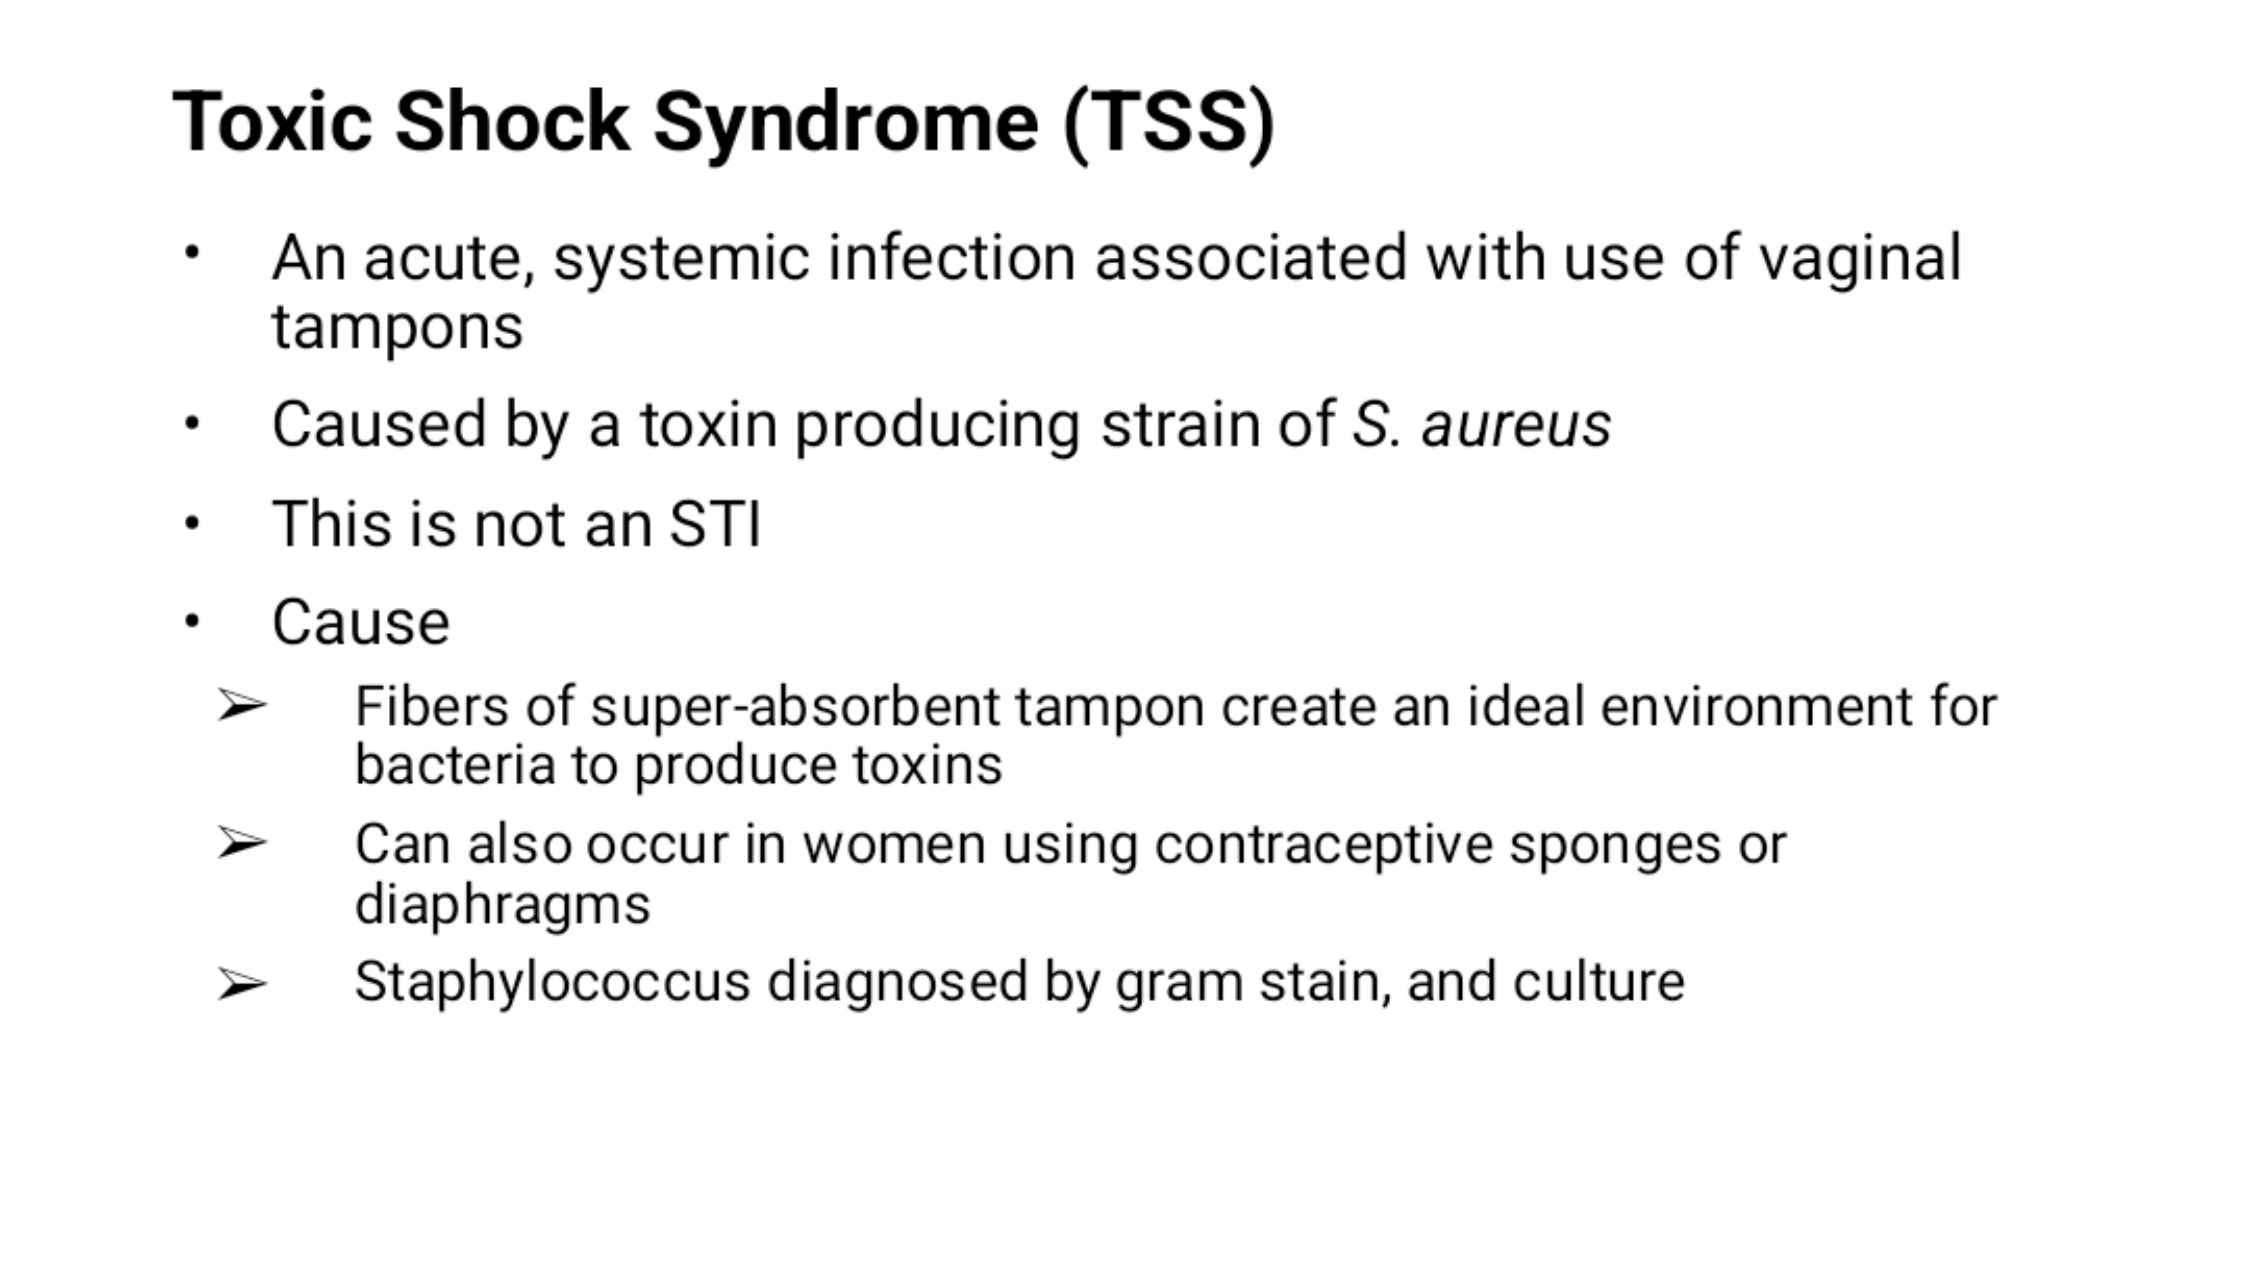 Toxic Shock Syndrome (TSS)
• An acute, systemic infection associated with use of vaginal
tampons
• Caused by a toxin producing strain of S. aureus
• This is not an STI
• Cause
➢ Fibers of super-absorbent tampon create an ideal environment for
bacteria to produce toxins
➢ Can also occur in women using contraceptive sponges or
diaphragms
➢ Staphylococcus diagnosed by gram stain, and culture